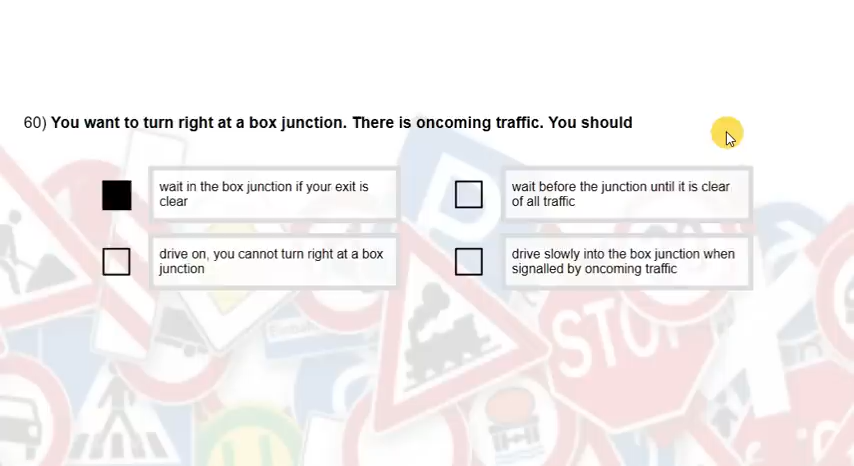 60) You want to turn right at a box junction. There is oncoming traffic. You should
wait in the box junction if your exit is
clear
wait before the junction until it is clear
of all traffic
drive on, you cannot turn right at a box
junction
drive slowly into the box junction when
signalled by oncoming traffic
STOP